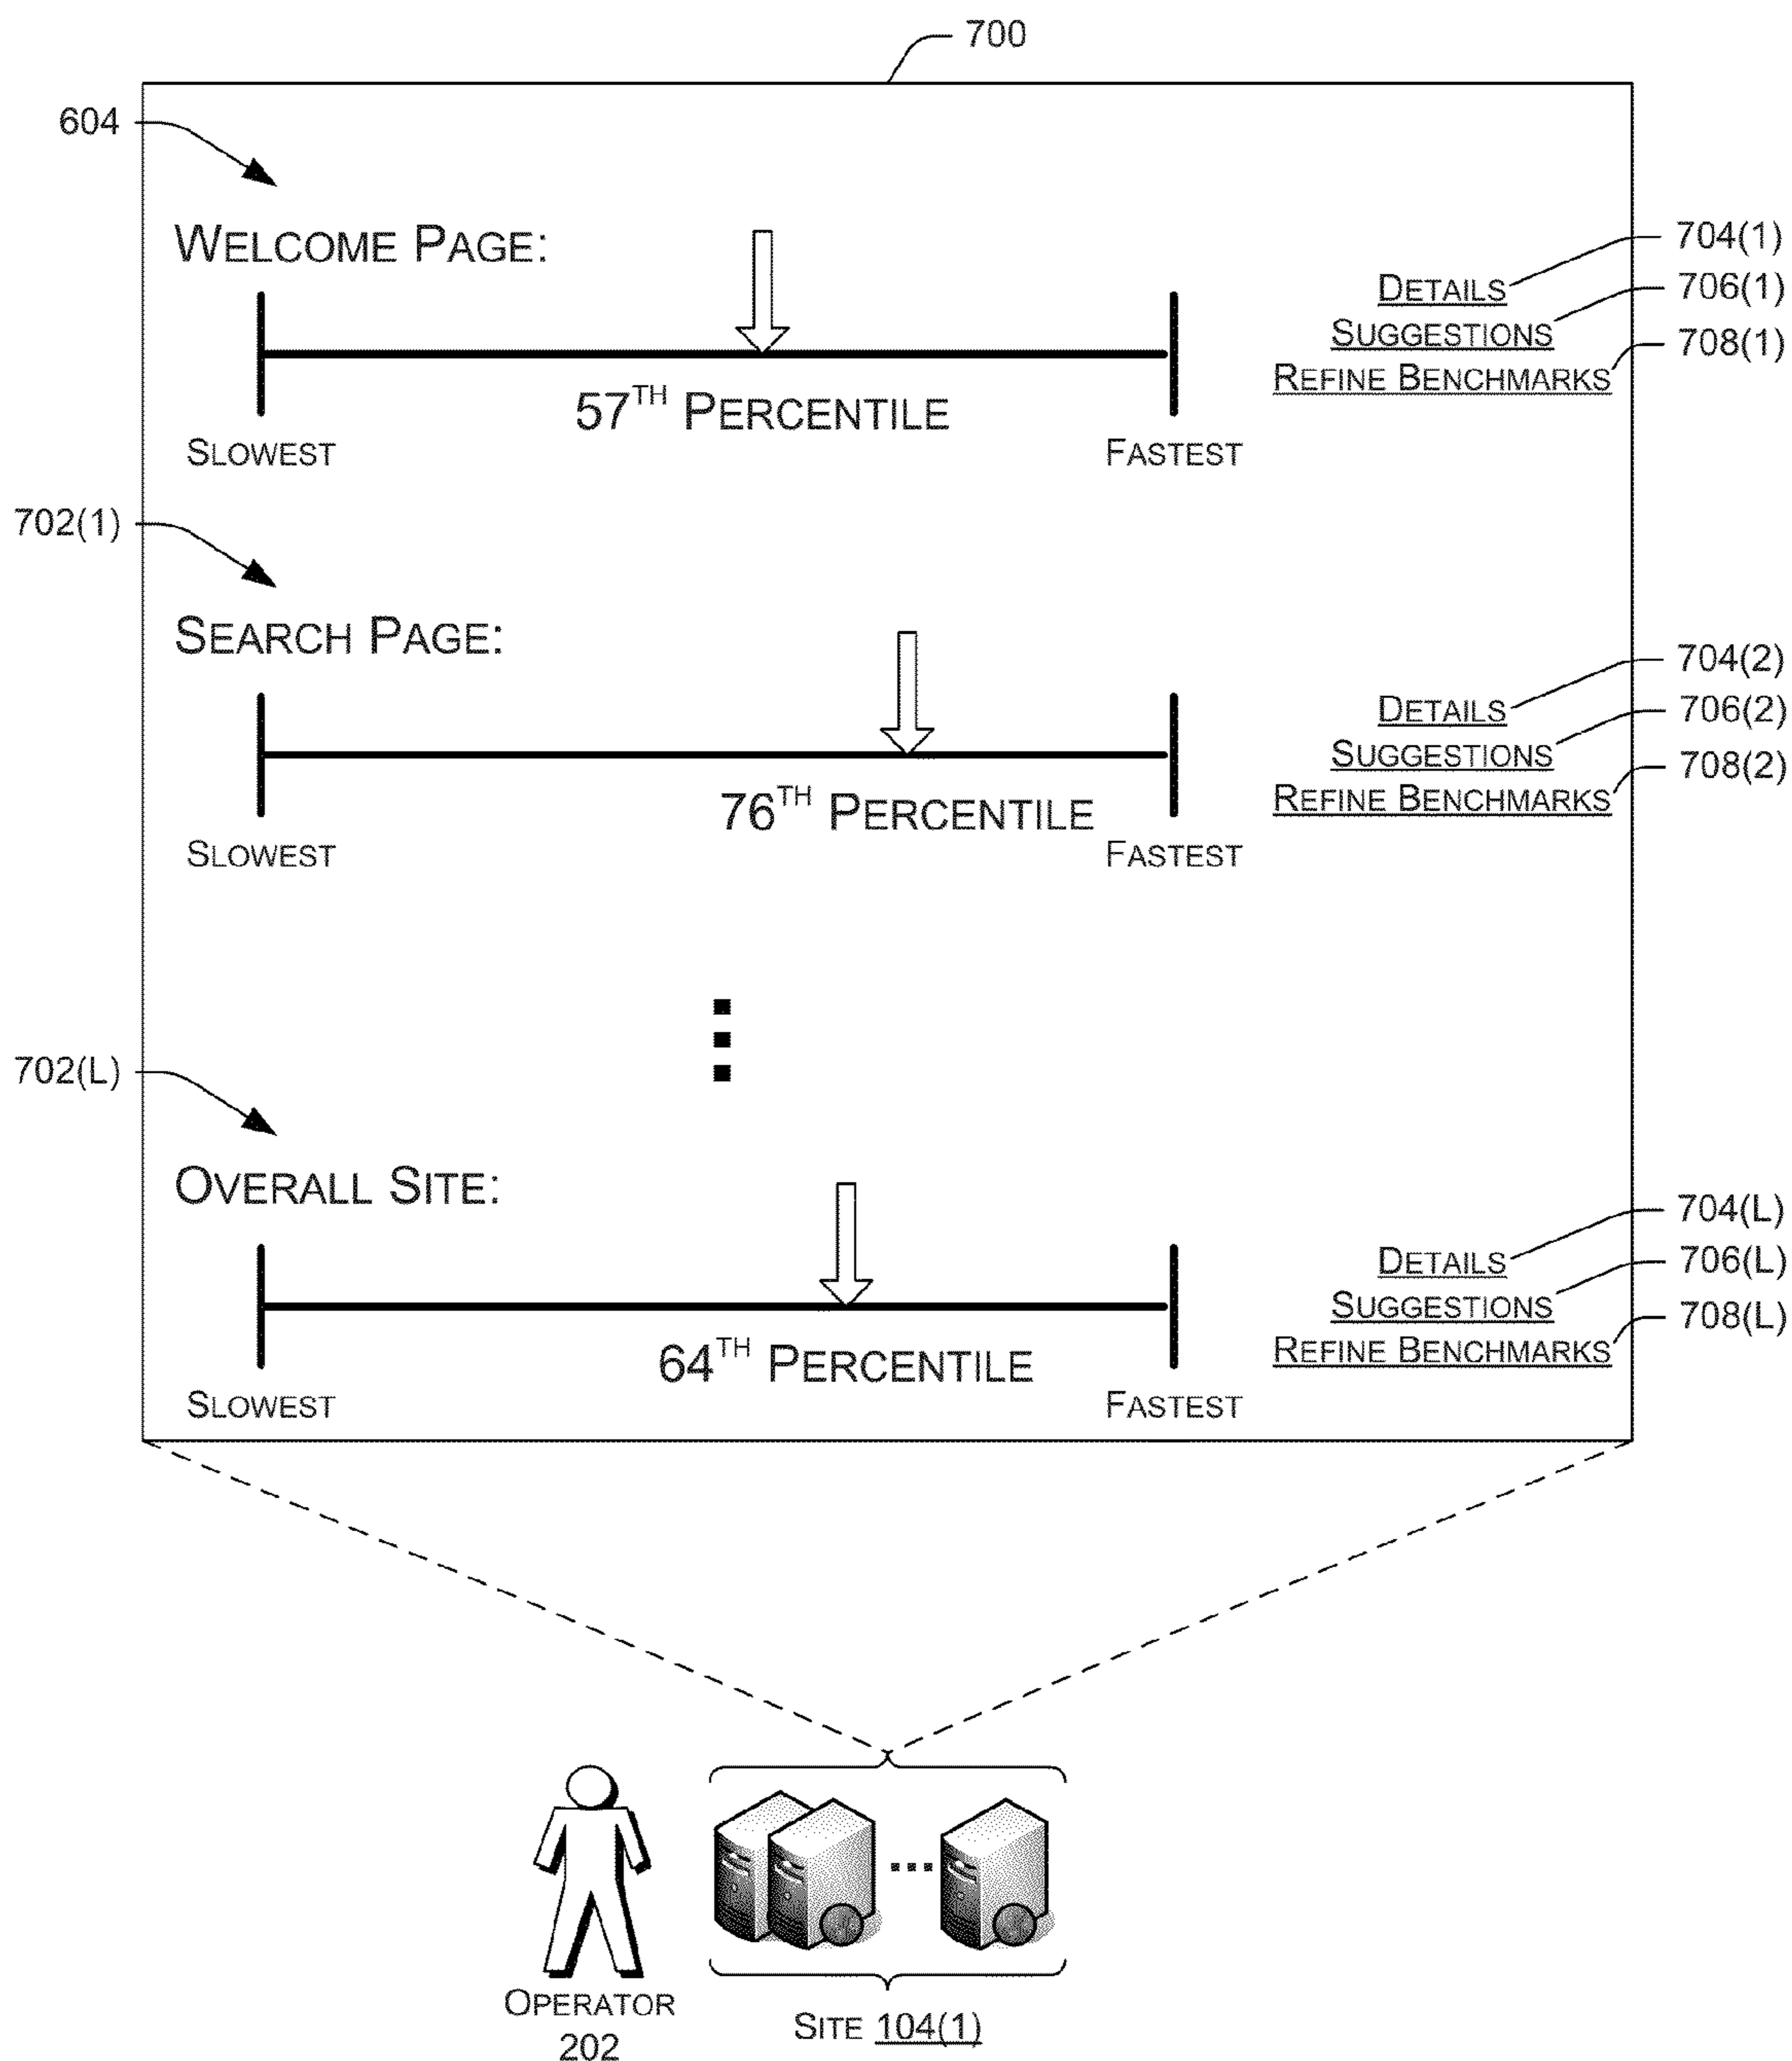 700
604
WELCOME PAGE:
704(1)
DETAILS
706(1)
SUGGESTIONS
708(1)
REFINE BENCHMARKS
57TH PERCENTILE
SLOWEST
FASTEST
702(1)
SEARCH PAGE:
704(2)
DETAILS
706(2)
SUGGESTIONS
708(2)
REFINE BENCHMARKS
76TH PERCENTILE
SLOWEST
FASTEST
702(L)
OVERALL SITE:
704(L)
DETAILS
706(L)
SUGGESTIONS
708(L)
REFINE BENCHMARKS
64TH PERCENTILE
SLOWEST
FASTEST
OPERATOR
202
SITE 104(1)